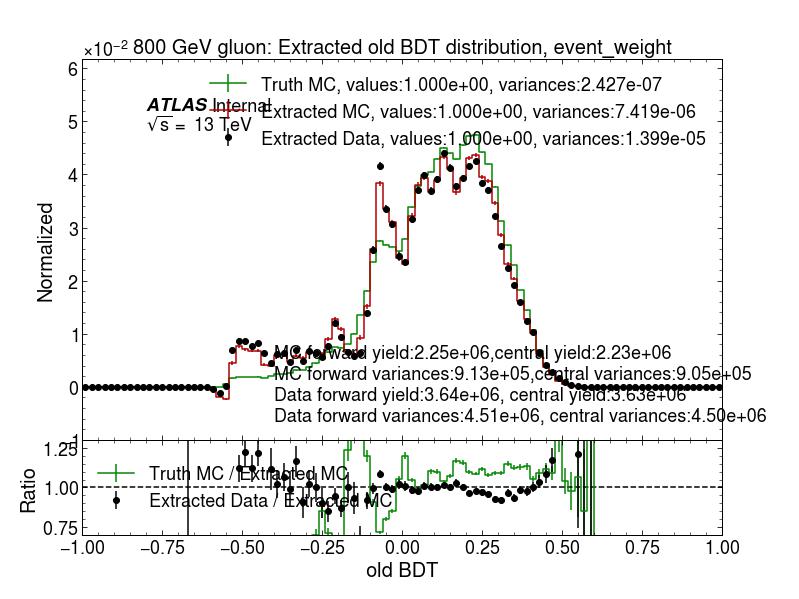 ×10⁻² 800 GeV gluon: Extracted old BDT distribution, event_weight
Truth MC, values:1.000e+00, variances:2.427e-07
ATLAS Internal
Extracted MC, values:1.000e+00, variances:7.419e-06
√s = 13 TeV
Extracted Data, values:1.000e+00, variances:1.399e-05
6
5
4
3
2
1
0
−1
Normalized
MC forward yield:2.25e+06,central yield:2.23e+06
MC forward variances:9.13e+05,central variances:9.05e+05
Data forward yield:3.64e+06, central yield:3.63e+06
Data forward variances:4.51e+06, central variances:4.50e+06
1.25
1.00
0.75
Ratio
Truth MC / Extracted MC
Extracted Data / Extracted MC
−1.00 −0.75 −0.50 −0.25 0.00 0.25 0.50 0.75 1.00
old BDT